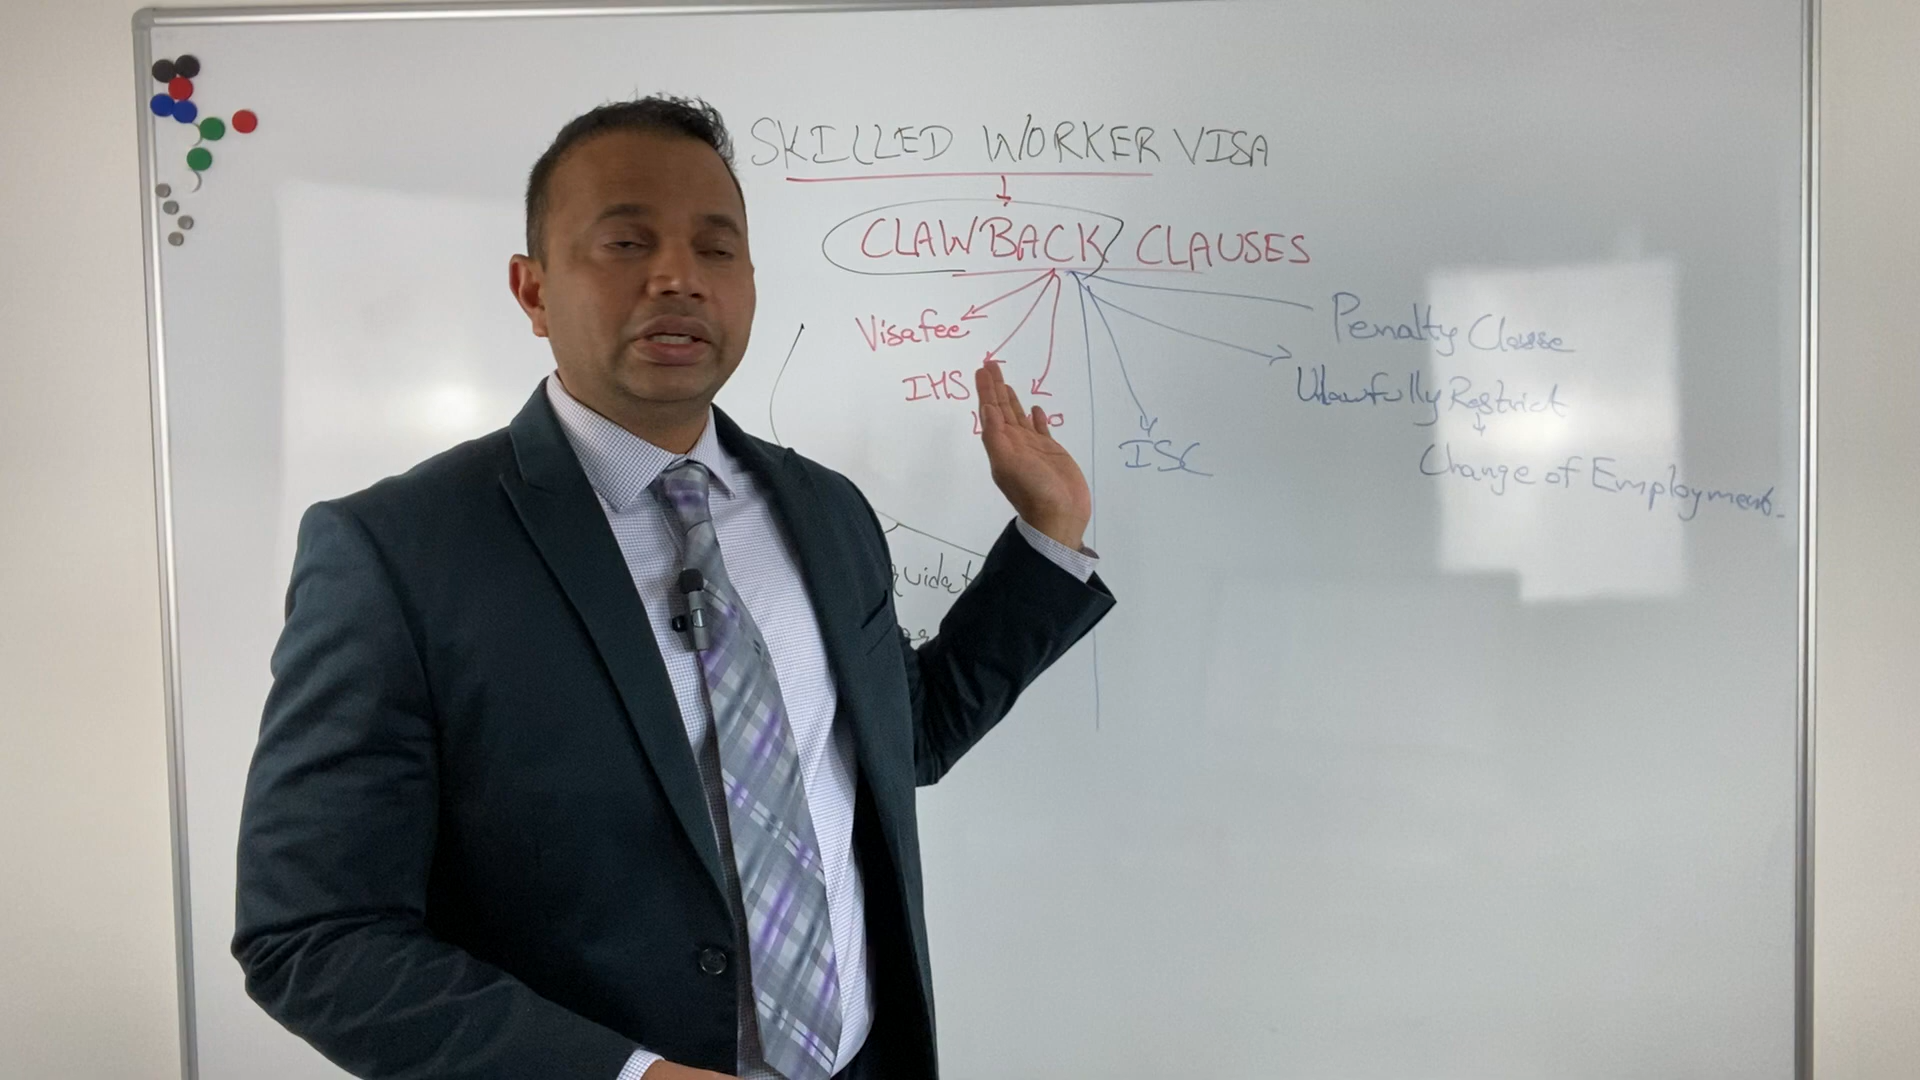 SKILLED WORKER VISA
CLAWBACK CLAUSES
Visa fee
IHS
ISC
Penalty Clause
Unlawfully Restrict
Change of Employment.